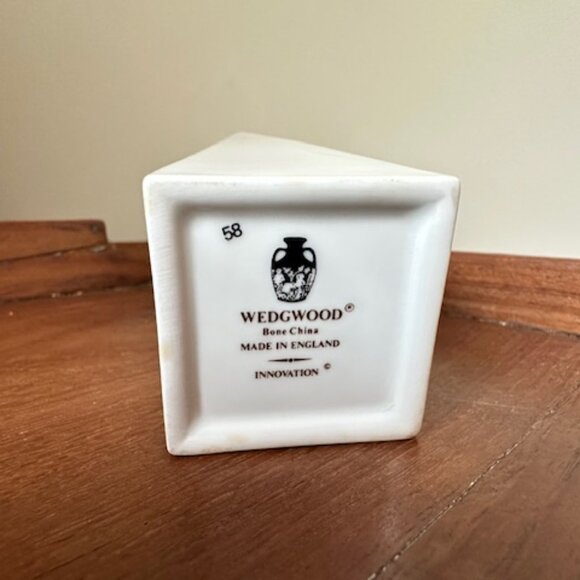 58
WEDGWOOD®
Bone China
MADE IN ENGLAND
INNOVATION ©